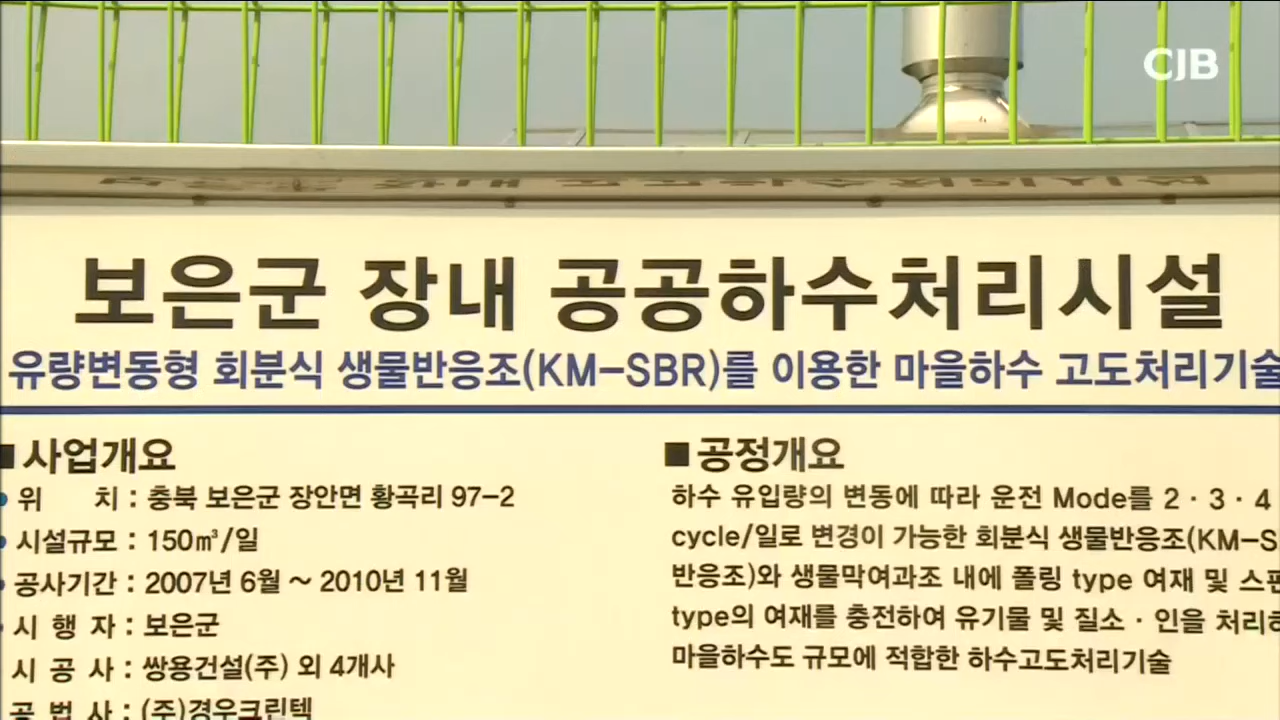 CJB
보은군 장내 공공하수처리시설
유량변동형 회분식 생물반응조(KM-SBR)를 이용한 마을하수 고도처리기술
■사업개요
위 치 : 충북 보은군 장안면 황곡리 97-2
시설규모 : 150㎥/일
공사기간 : 2007년 6월 ~ 2010년 11월
시 행 자 : 보은군
시 공 사 : 쌍용건설(주) 외 4개사
공 법 사 : (주)경우크린텍
■공정개요
하수 유입량의 변동에 따라 운전 Mode를 2 · 3 · 4
cycle/일로 변경이 가능한 회분식 생물반응조(KM-S
반응조)와 생물막여과조 내에 폴링 type 여재 및 스펀
type의 여재를 충전하여 유기물 및 질소 · 인을 처리하
마을하수도 규모에 적합한 하수고도처리기술